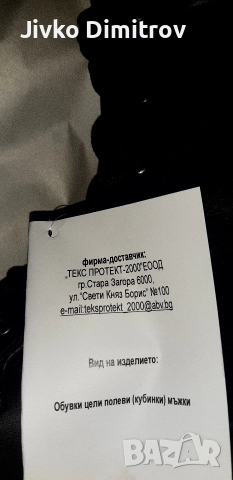 Jivko Dimitrov
фирма-доставчик:
„ТЕКС ПРОТЕКТ-2000"ЕООД
гр.Стара Загора 6000,
ул."Свети Княз Борис" №100
e-mail:teksprotekt_2000@abv.bg
Вид на изделието:
Обувки цели полеви (кубинки) мъжки
bazar.bg